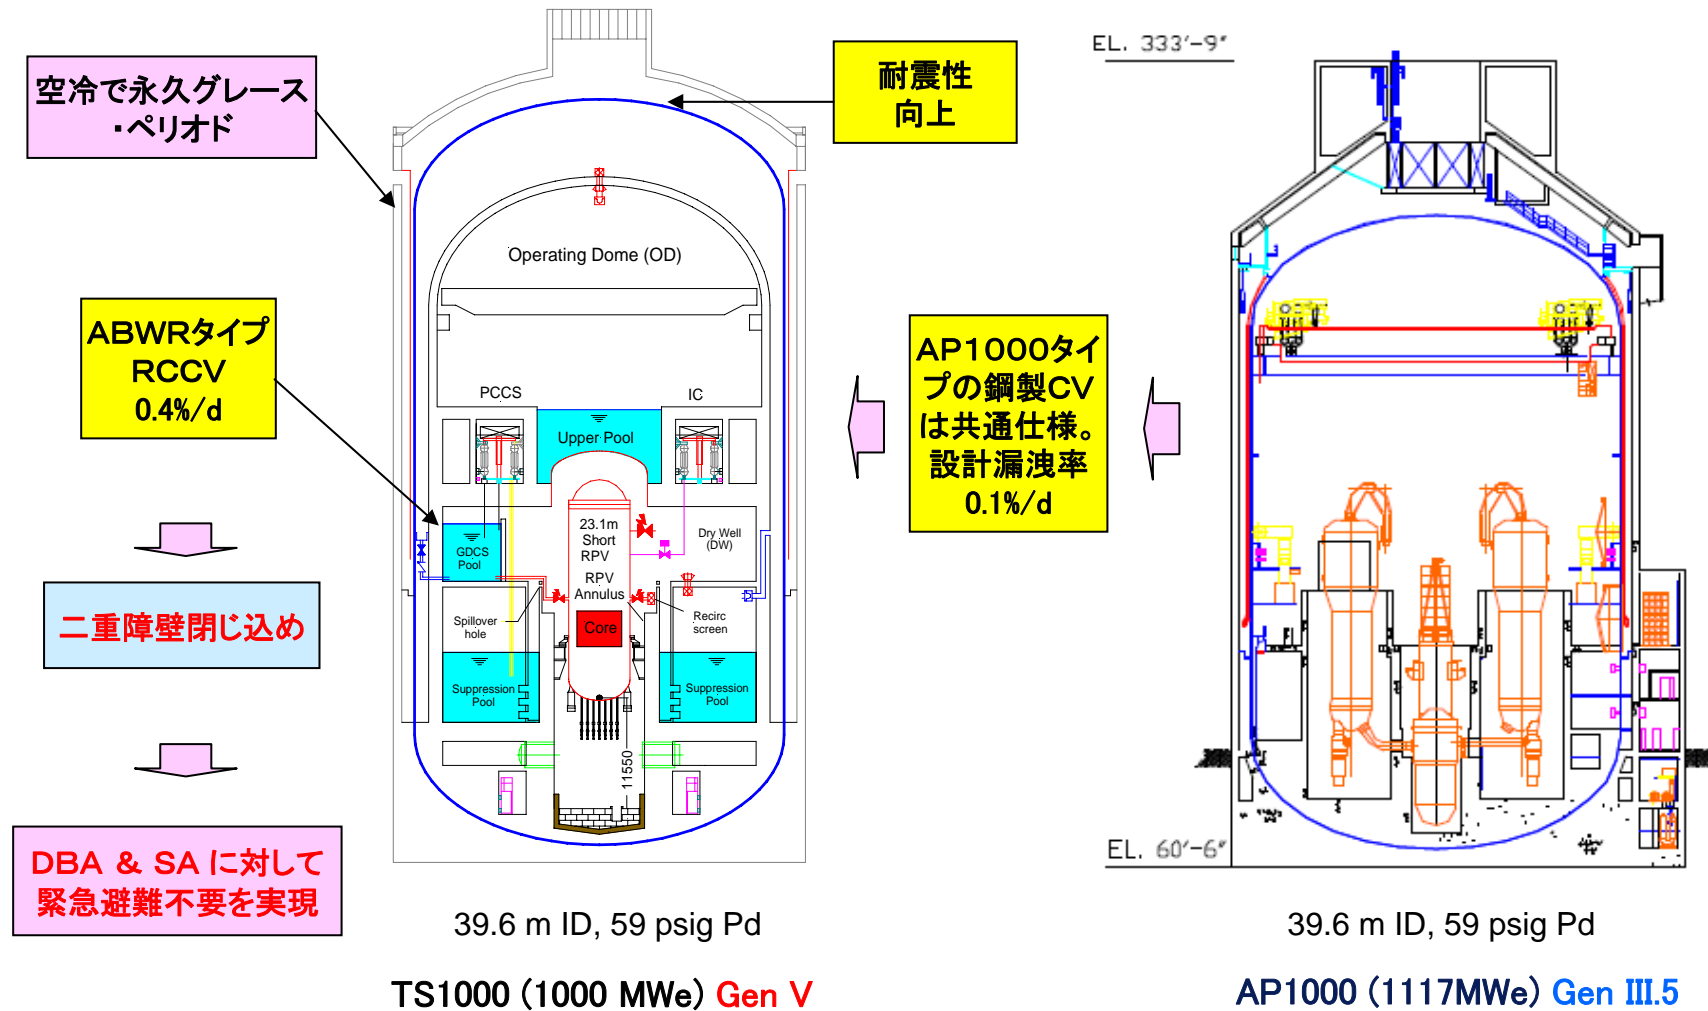 空冷で永久グレース
・ペリオド
耐震性
向上
EL. 333′-9″
Operating Dome (OD)
ABWRタイプ
RCCV
0.4%/d
AP1000タイ
プの鋼製CV
は共通仕様。
設計漏洩率
0.1%/d
PCCS
IC
Upper Pool
23.1m
Short
RPV
Dry Well
(DW)
GDCS
Pool
RPV
Annulus
Spillover
hole
Core
Recirc
screen
二重障壁閉じ込め
Suppression
Pool
Suppression
Pool
11550
DBA & SA に対して
緊急避難不要を実現
EL. 60′-6″
39.6 m ID, 59 psig Pd
39.6 m ID, 59 psig Pd
TS1000 (1000 MWe) Gen V
AP1000 (1117MWe) Gen III.5